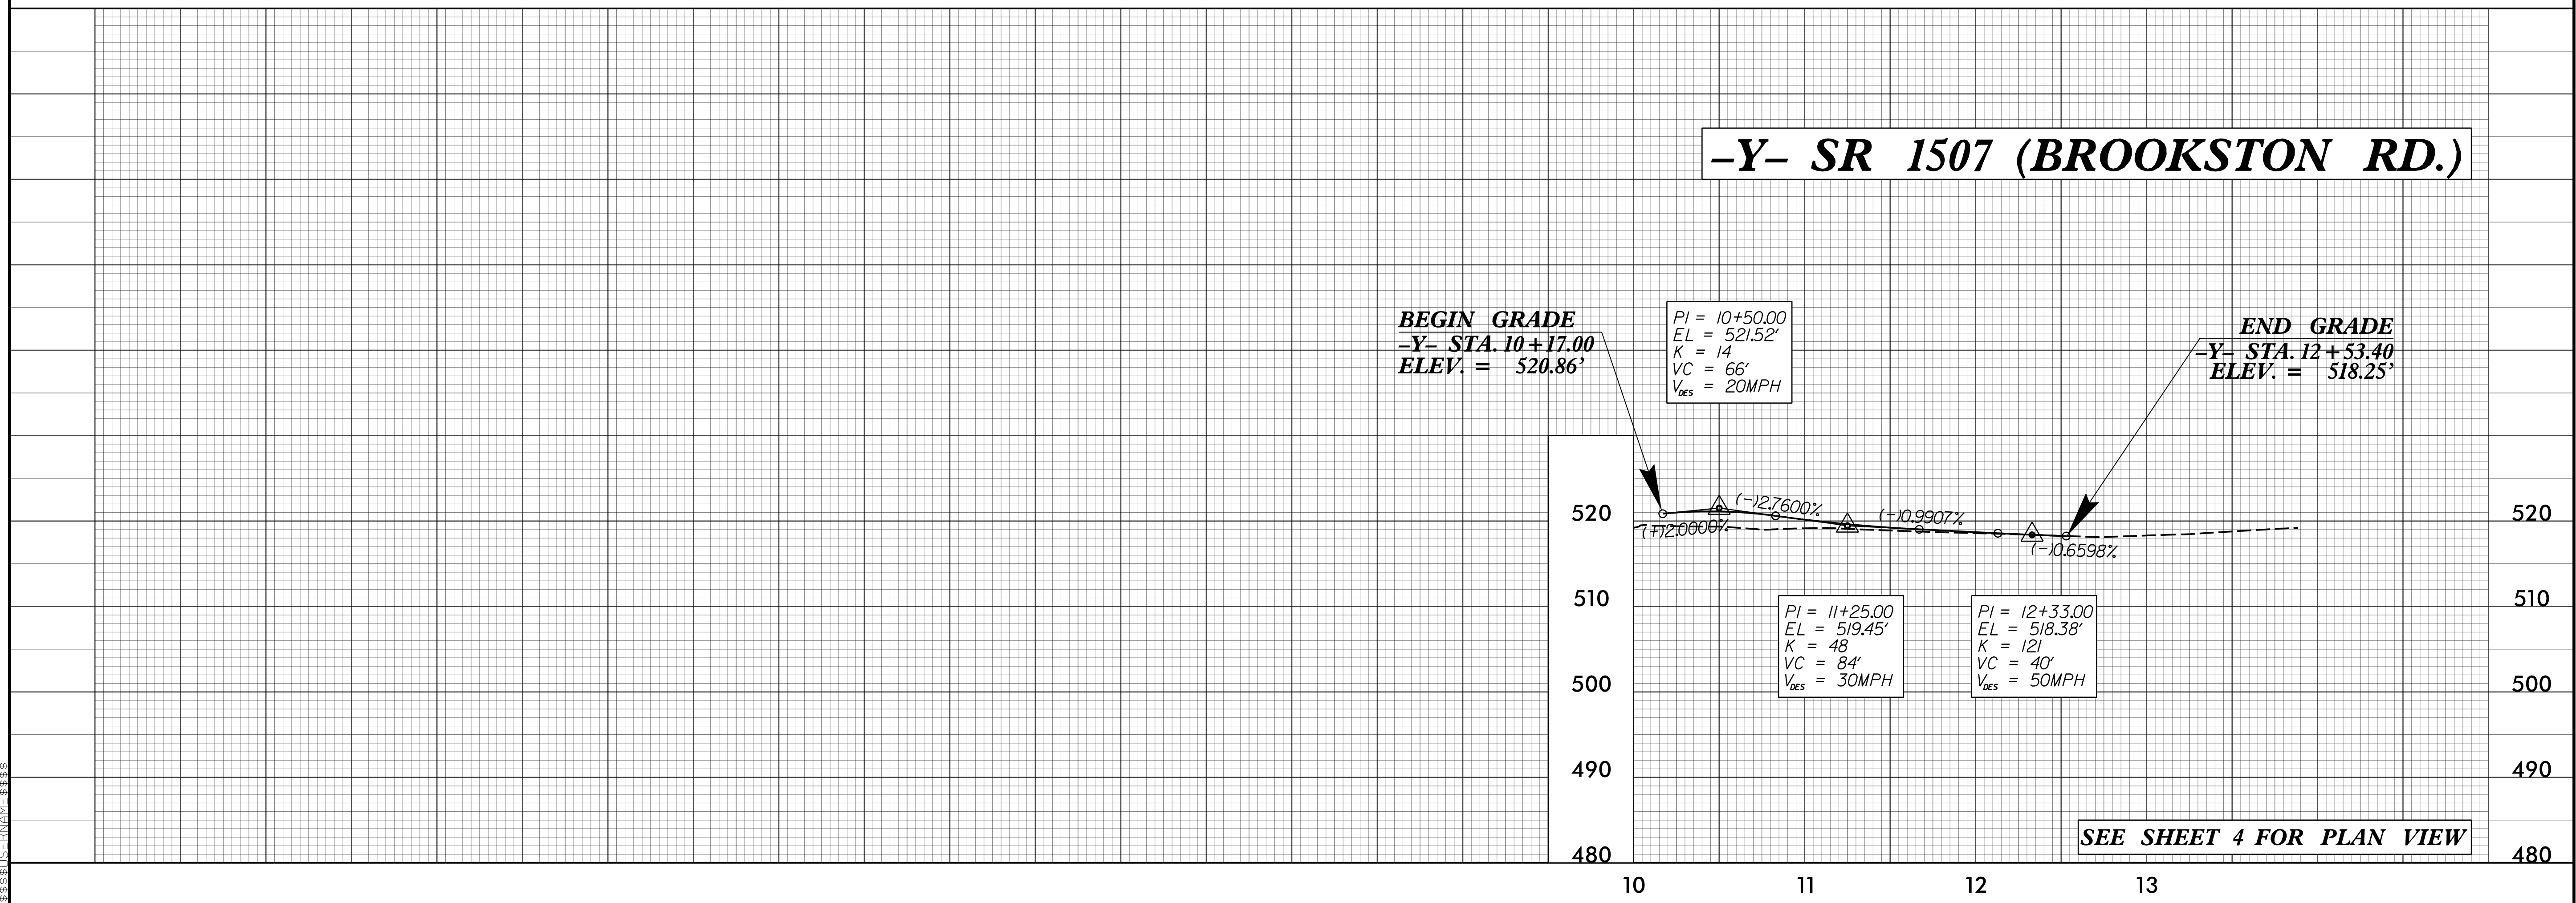 –Y– SR 1507 (BROOKSTON RD.)
BEGIN GRADE
–Y– STA. 10+17.00
ELEV. = 520.86'
PI = 10+50.00
EL = 521.52'
K = 14
VC = 66'
VDES = 20MPH
END GRADE
–Y– STA. 12+53.40
ELEV. = 518.25'
(+)2.0000%
(-)2.7600%
(-)0.9907%
(-)0.6598%
PI = 11+25.00
EL = 519.45'
K = 48
VC = 84'
VDES = 30MPH
PI = 12+33.00
EL = 518.38'
K = 121
VC = 40'
VDES = 50MPH
520
510
500
490
480
520
510
500
490
480
SEE SHEET 4 FOR PLAN VIEW
10 11 12 13
$$$$USERNAME$$$$